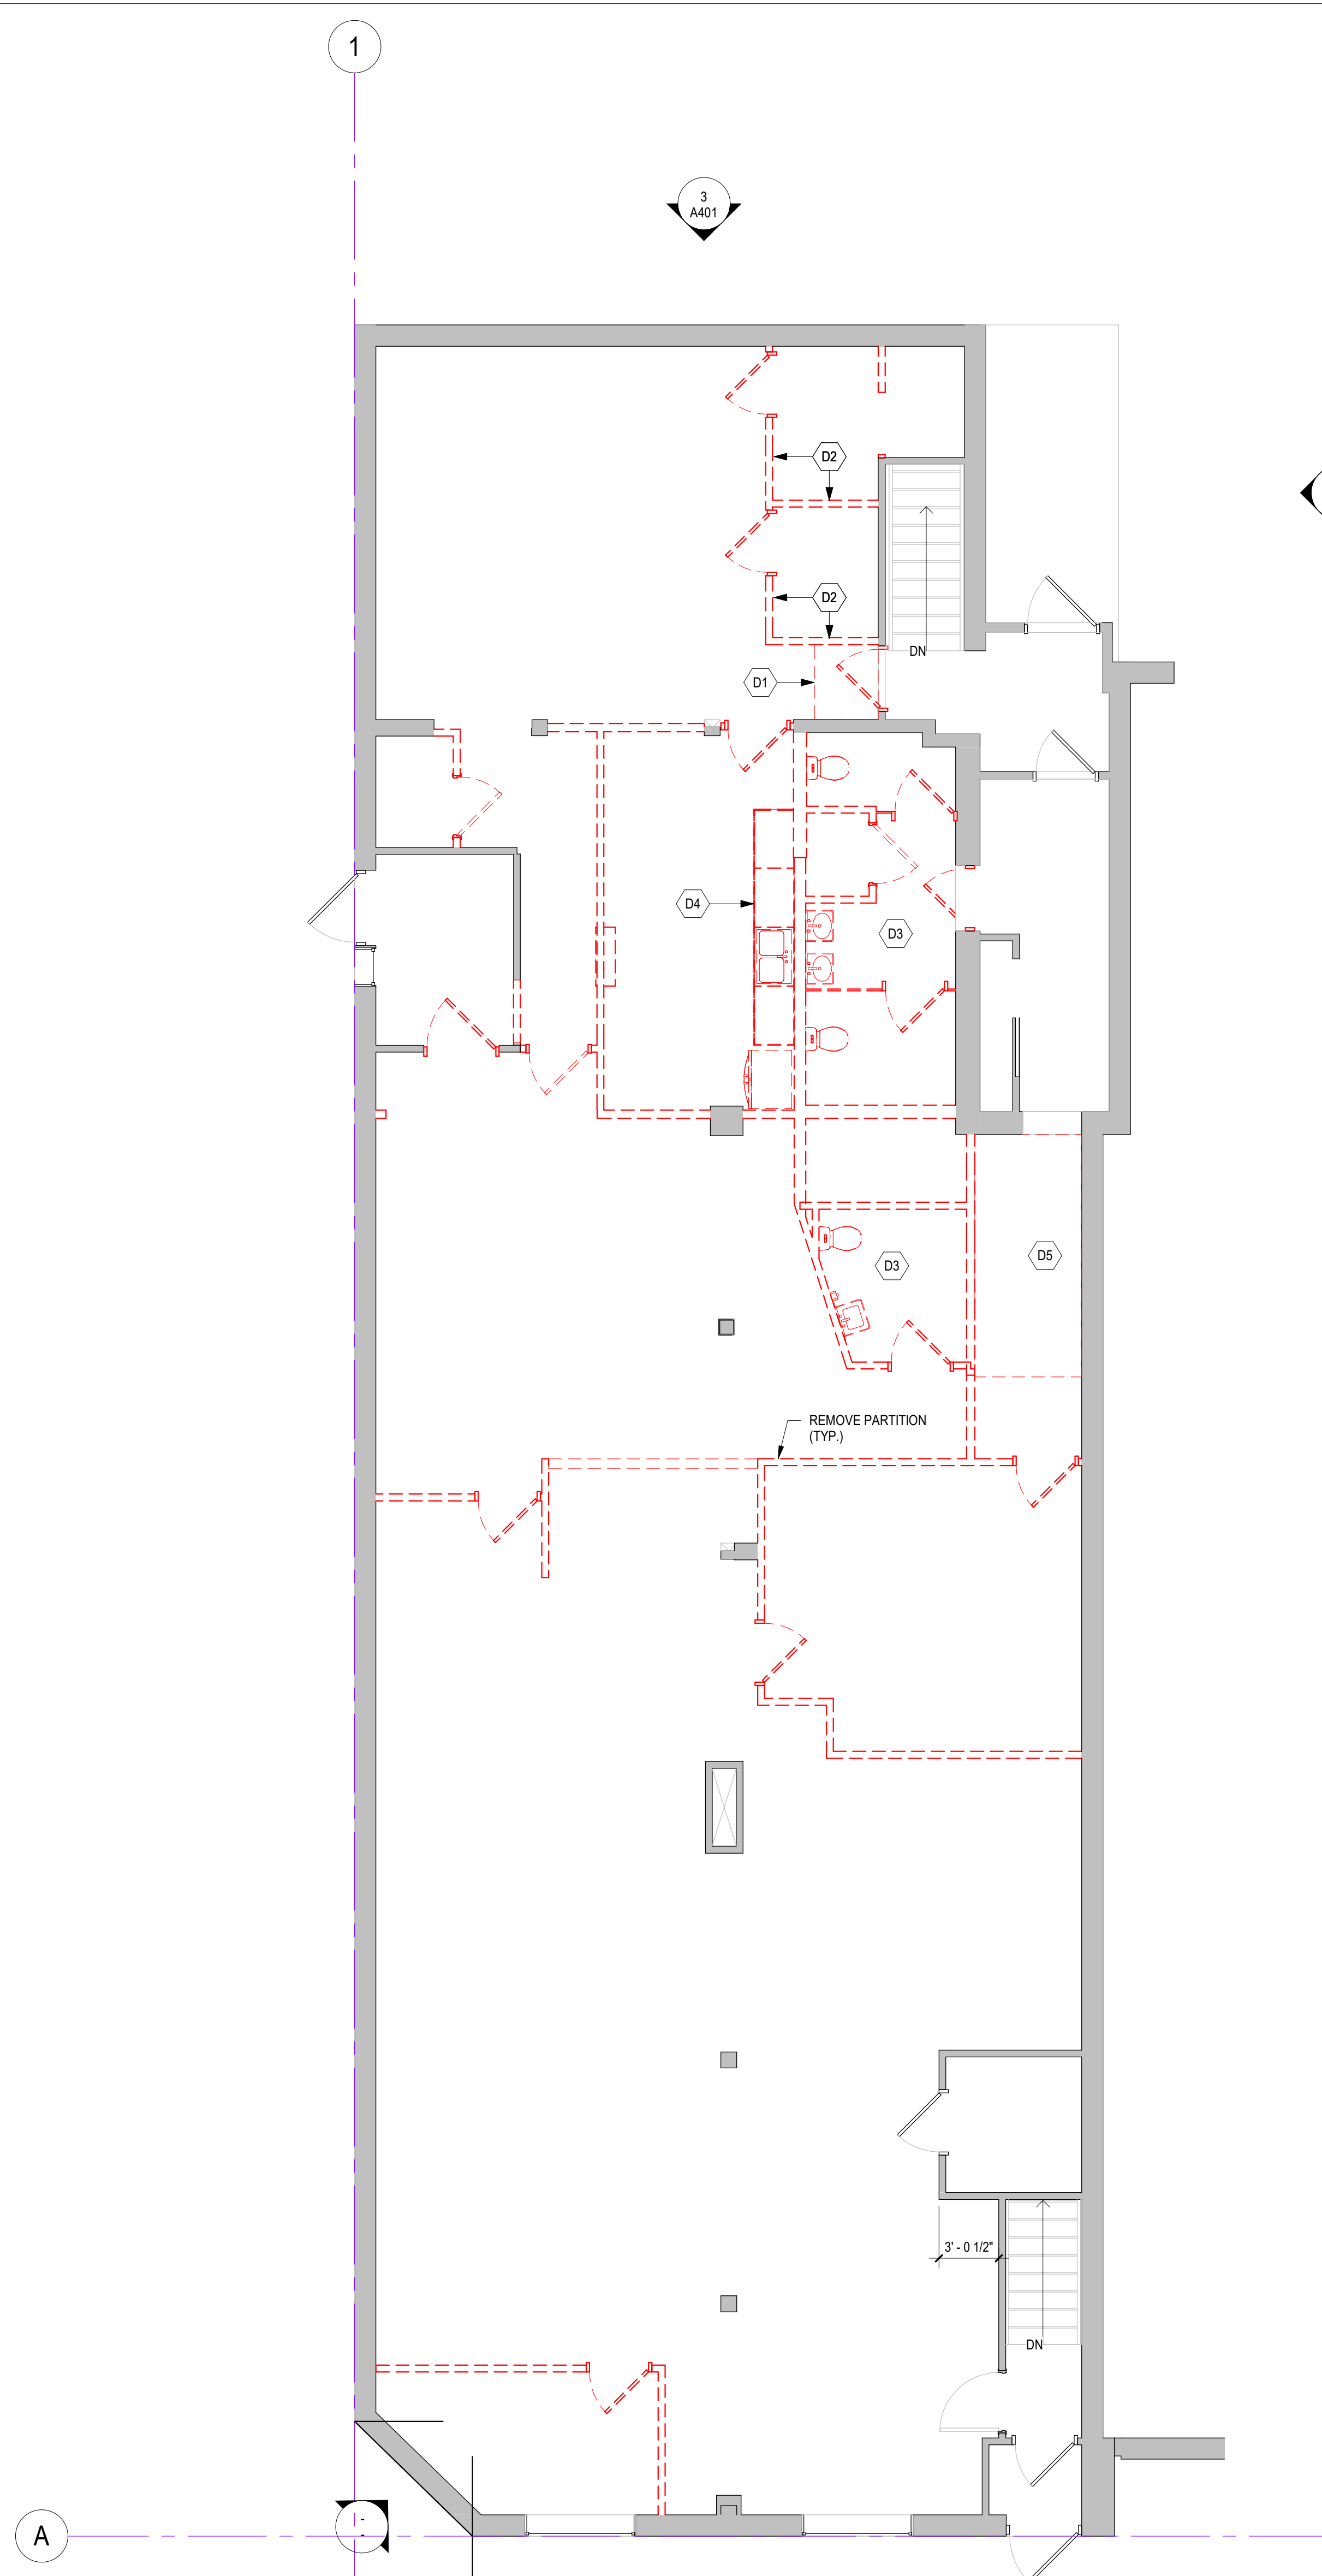 1
3
A401
D2
D2
DN
D1
D4
D3
D5
D3
REMOVE PARTITION
(TYP.)
3' - 0 1/2"
DN
A
-
-